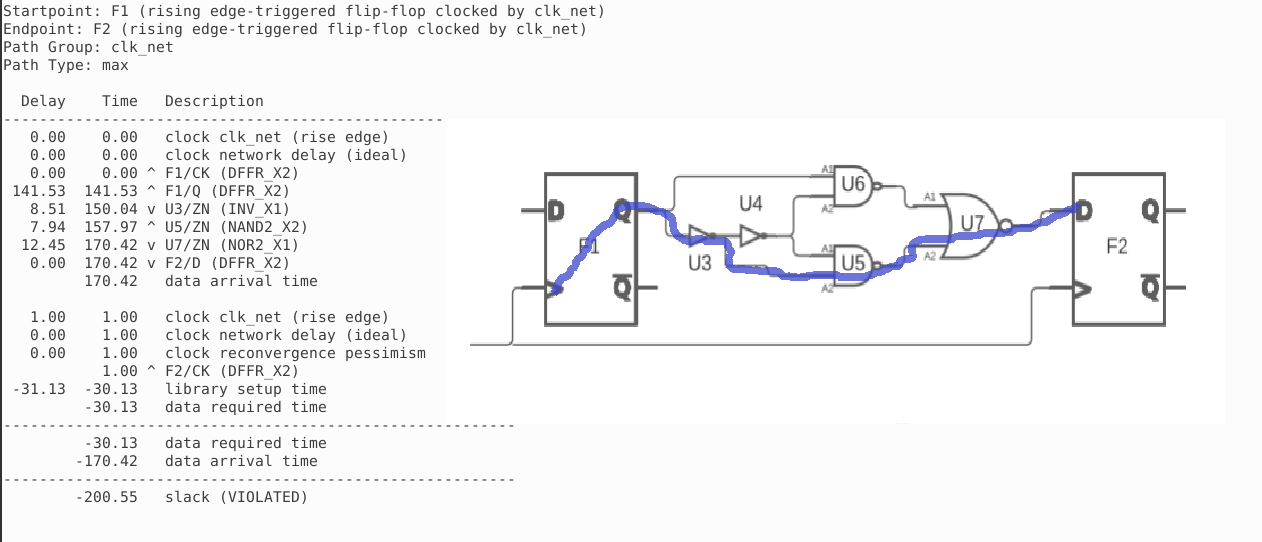 Startpoint: F1 (rising edge-triggered flip-flop clocked by clk_net)
Endpoint: F2 (rising edge-triggered flip-flop clocked by clk_net)
Path Group: clk_net
Path Type: max
Delay Time Description
---------------------------------------------------------
0.00 0.00 clock clk_net (rise edge)
0.00 0.00 clock network delay (ideal)
0.00 0.00 ^ F1/CK (DFFR_X2)
141.53 141.53 ^ F1/Q (DFFR_X2)
8.51 150.04 v U3/ZN (INV_X1)
7.94 157.97 ^ U5/ZN (NAND2_X2)
12.45 170.42 v U7/ZN (NOR2_X1)
0.00 170.42 v F2/D (DFFR_X2)
170.42 data arrival time
1.00 1.00 clock clk_net (rise edge)
0.00 1.00 clock network delay (ideal)
0.00 1.00 clock reconvergence pessimism
1.00 ^ F2/CK (DFFR_X2)
-31.13 -30.13 library setup time
-30.13 data required time
---------------------------------------------------------
-30.13 data required time
-170.42 data arrival time
---------------------------------------------------------
-200.55 slack (VIOLATED)
D
Q
F1
Q
U3
U4
A1
U6
A2
A1
U5
A2
A1
U7
A2
D
Q
F2
Q